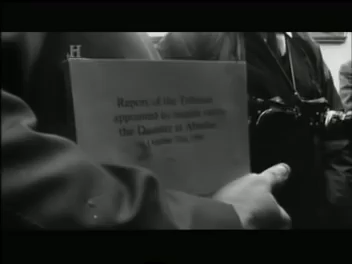 H
Report of the Tribunal
appointed to inquire into
the Disaster at Aberfan